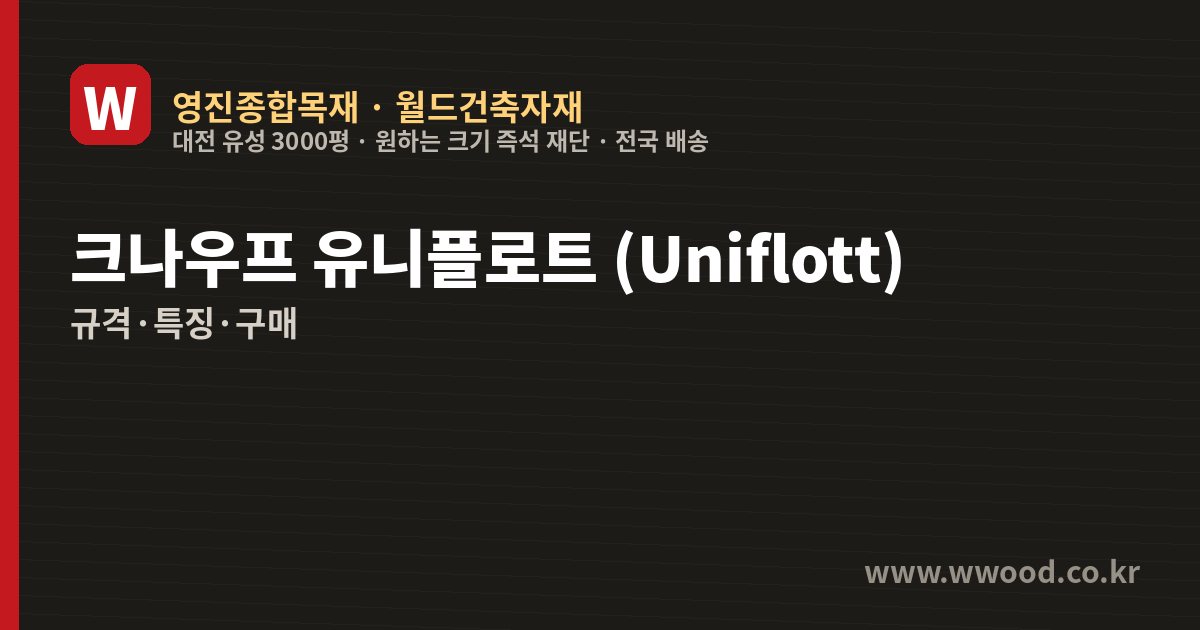 W
영진종합목재 · 월드건축자재
대전 유성 3000평 · 원하는 크기 즉석 재단 · 전국 배송
크나우프 유니플로트 (Uniflott)
규격·특징·구매
www.wwood.co.kr